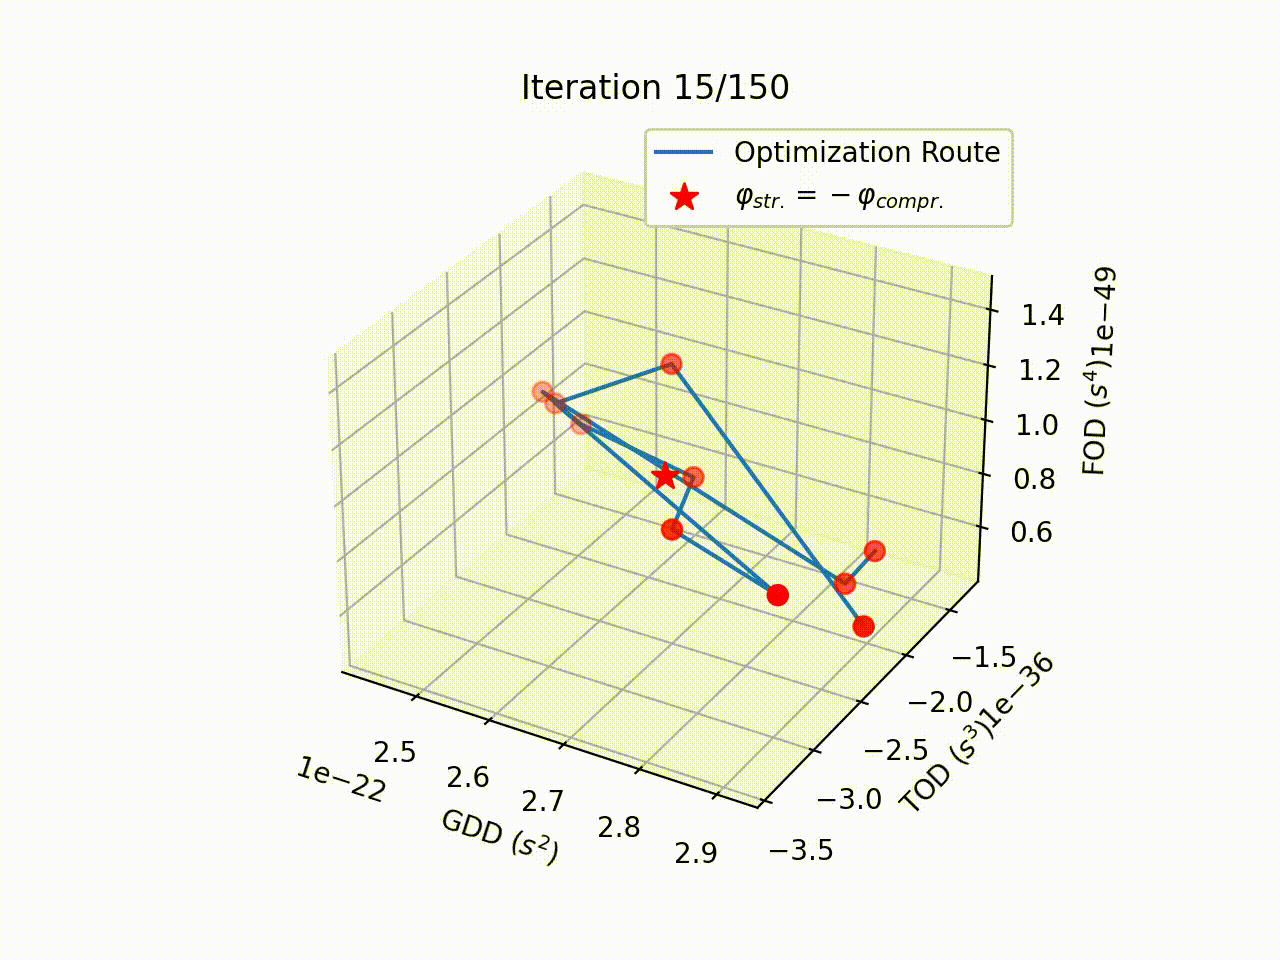 Iteration 15/150
Optimization Route
φstr. = −φcompr.
1.4
1.2
1.0
0.8
0.6
FOD (s⁴)1e−49
−1.5
−2.0
−2.5
−3.0
−3.5
TOD (s³)1e−36
2.5
2.6
2.7
2.8
2.9
1e−22
GDD (s²)